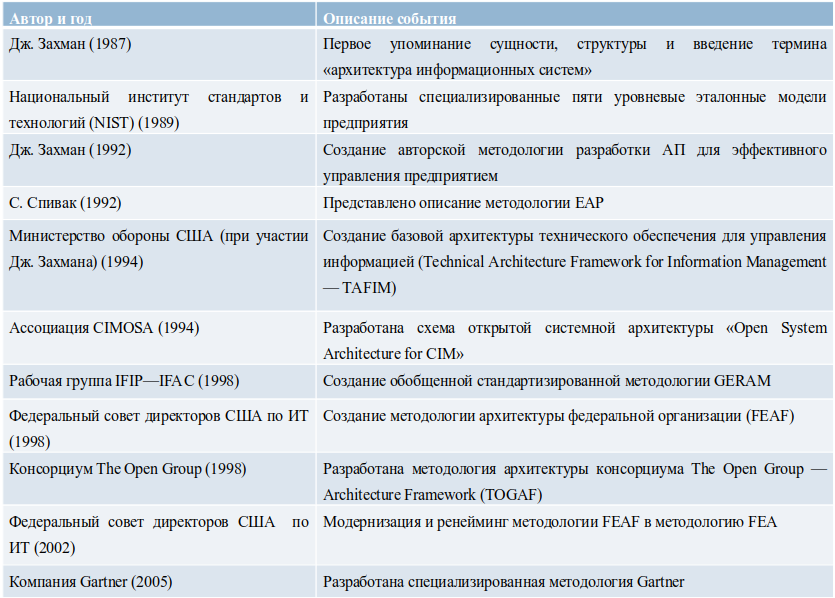 Автор и год
Описание события
Дж. Захман (1987)
Первое упоминание сущности, структуры и введение термина
«архитектура информационных систем»
Национальный институт стандартов и
технологий (NIST) (1989)
Разработаны специализированные пяти уровневые эталонные модели
предприятия
Дж. Захман (1992)
Создание авторской методологии разработки АП для эффективного
управления предприятием
С. Спивак (1992)
Представлено описание методологии EAP
Министерство обороны США (при участии
Дж. Захмана) (1994)
Создание базовой архитектуры технического обеспечения для управления
информацией (Technical Architecture Framework for Information Management
— TAFIM)
Ассоциация CIMOSA (1994)
Разработана схема открытой системной архитектуры «Open System
Architecture for CIM»
Рабочая группа IFIP—IFAC (1998)
Создание обобщенной стандартизированной методологии GERAM
Федеральный совет директоров США по ИТ
(1998)
Создание методологии архитектуры федеральной организации (FEAF)
Консорциум The Open Group (1998)
Разработана методология архитектуры консорциума The Open Group —
Architecture Framework (TOGAF)
Федеральный совет директоров США по
ИТ (2002)
Модернизация и ренейминг методологии FEAF в методологию FEA
Компания Gartner (2005)
Разработана специализированная методология Gartner